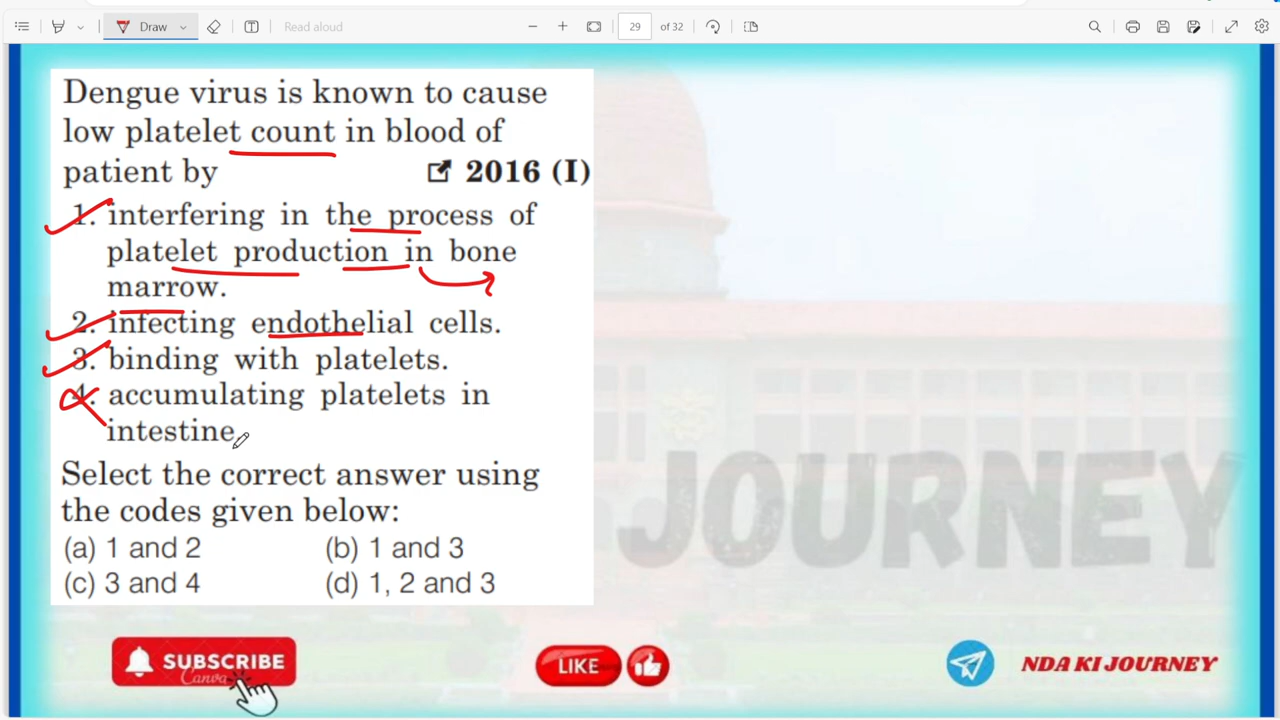 Draw
Read aloud
29
of 32
Dengue virus is known to cause
low platelet count in blood of
patient by 2016 (I)
1. interfering in the process of
platelet production in bone
marrow.
2. infecting endothelial cells.
3. binding with platelets.
4. accumulating platelets in
intestine.
Select the correct answer using
the codes given below:
(a) 1 and 2 (b) 1 and 3
(c) 3 and 4 (d) 1, 2 and 3
JOURNEY
SUBSCRIBE
Canva
LIKE
NDA KI JOURNEY